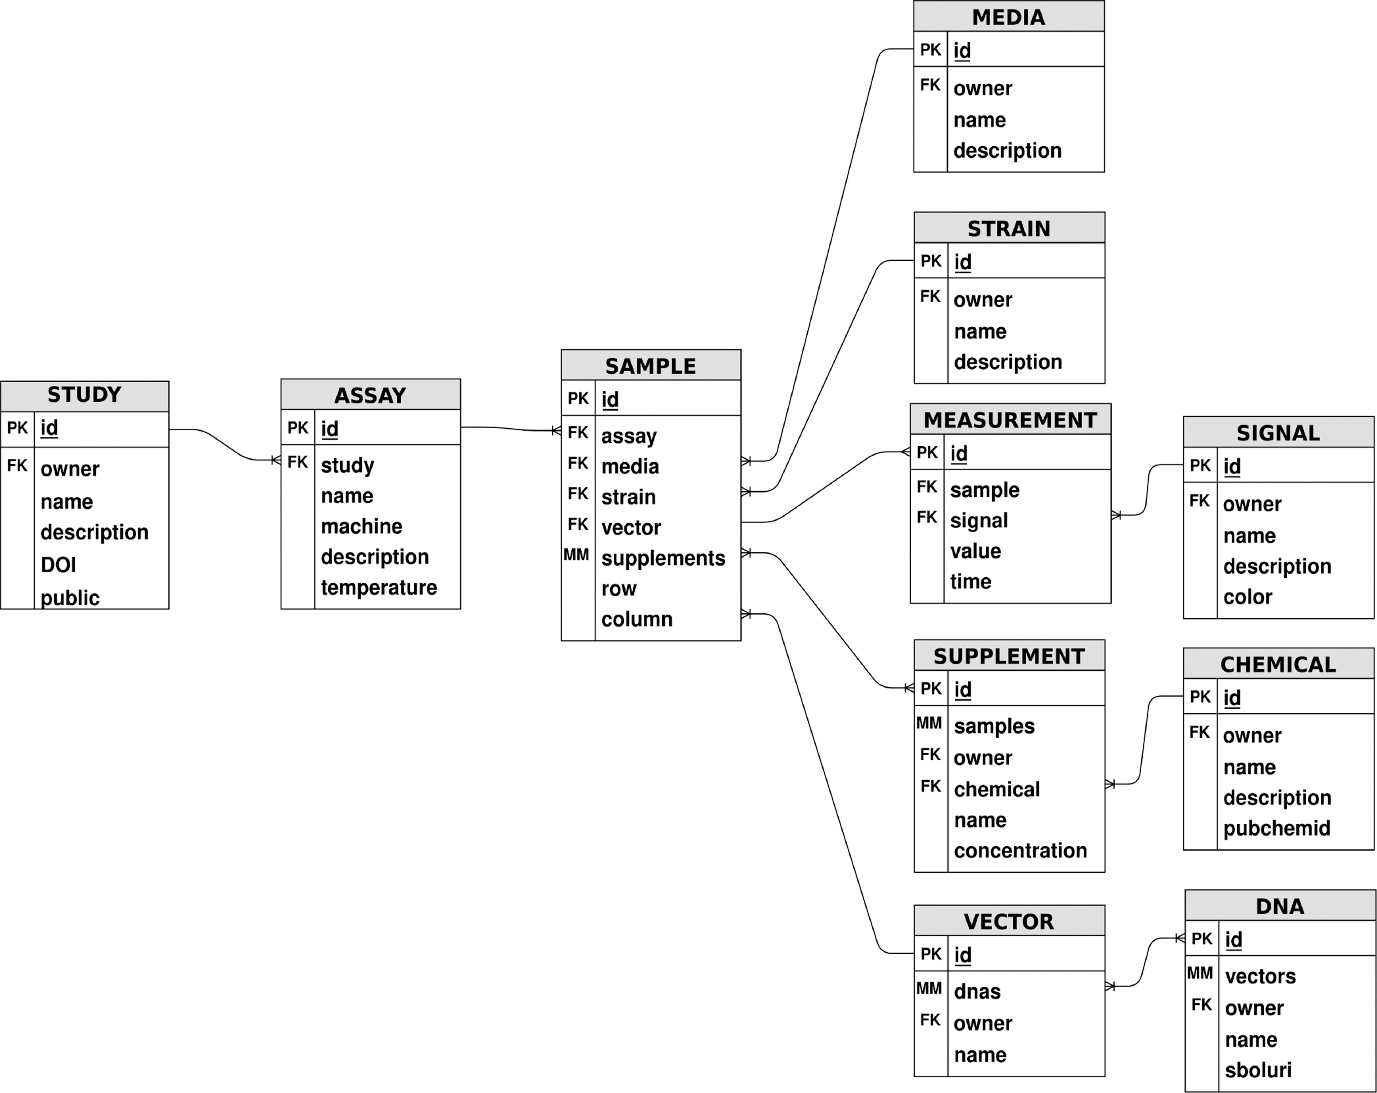 MEDIA
PK id
FK owner
name
description
STRAIN
PK id
FK owner
name
description
STUDY
PK id
FK owner
name
description
DOI
public
ASSAY
PK id
FK study
name
machine
description
temperature
SAMPLE
PK id
FK assay
FK media
FK strain
FK vector
MM supplements
row
column
MEASUREMENT
PK id
FK sample
FK signal
value
time
SIGNAL
PK id
FK owner
name
description
color
SUPPLEMENT
PK id
MM samples
FK owner
FK chemical
name
concentration
CHEMICAL
PK id
FK owner
name
description
pubchemid
VECTOR
PK id
MM dnas
FK owner
name
DNA
PK id
MM vectors
FK owner
name
sboluri